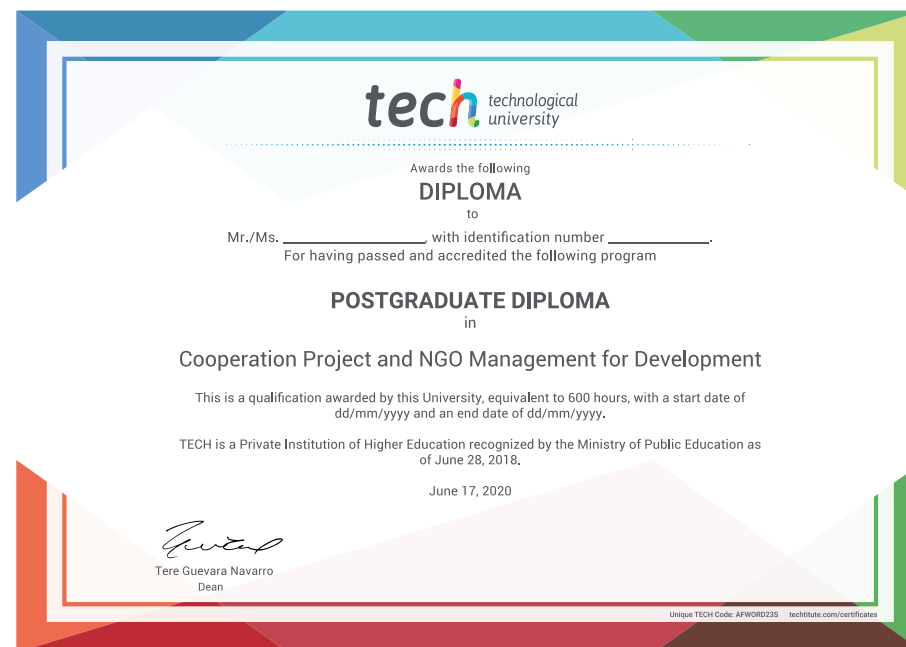 tech technological
university
Awards the following
DIPLOMA
to
Mr./Ms. ____________, with identification number ____________.
For having passed and accredited the following program
POSTGRADUATE DIPLOMA
in
Cooperation Project and NGO Management for Development
This is a qualification awarded by this University, equivalent to 600 hours, with a start date of
dd/mm/yyyy and an end date of dd/mm/yyyy.
TECH is a Private Institution of Higher Education recognized by the Ministry of Public Education as
of June 28, 2018.
June 17, 2020
Tere Guevara Navarro
Dean
Unique TECH Code: AFWORD23S techtitute.com/certificates